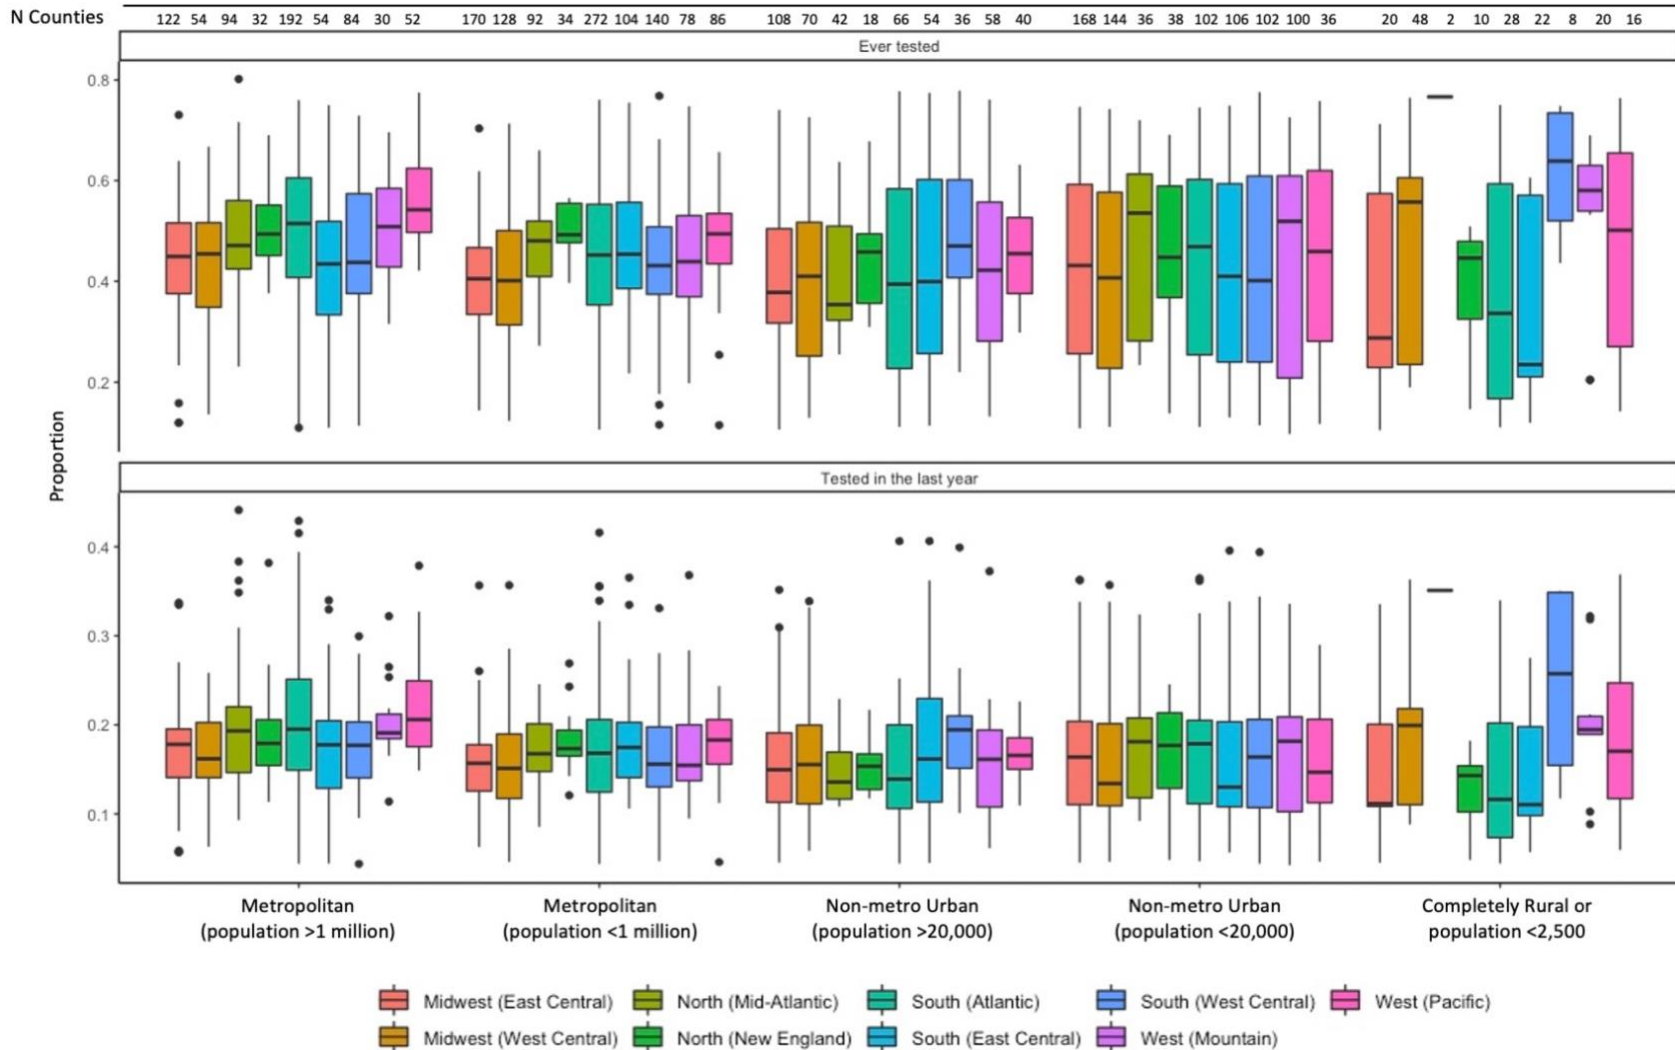 N Counties 122 54 94 32 192 54 84 30 52 170 128 92 34 272 104 140 78 86 108 70 42 18 66 54 36 58 40 168 144 36 38 102 106 102 100 36 20 48 2 10 28 22 8 20 16
Ever tested
0.8
0.6
0.4
0.2
Proportion
Tested in the last year
0.4
0.3
0.2
0.1
Metropolitan Metropolitan Non-metro Urban Non-metro Urban Completely Rural or
(population >1 million) (population <1 million) (population >20,000) (population <20,000) population <2,500
Midwest (East Central) North (Mid-Atlantic) South (Atlantic) South (West Central) West (Pacific)
Midwest (West Central) North (New England) South (East Central) West (Mountain)